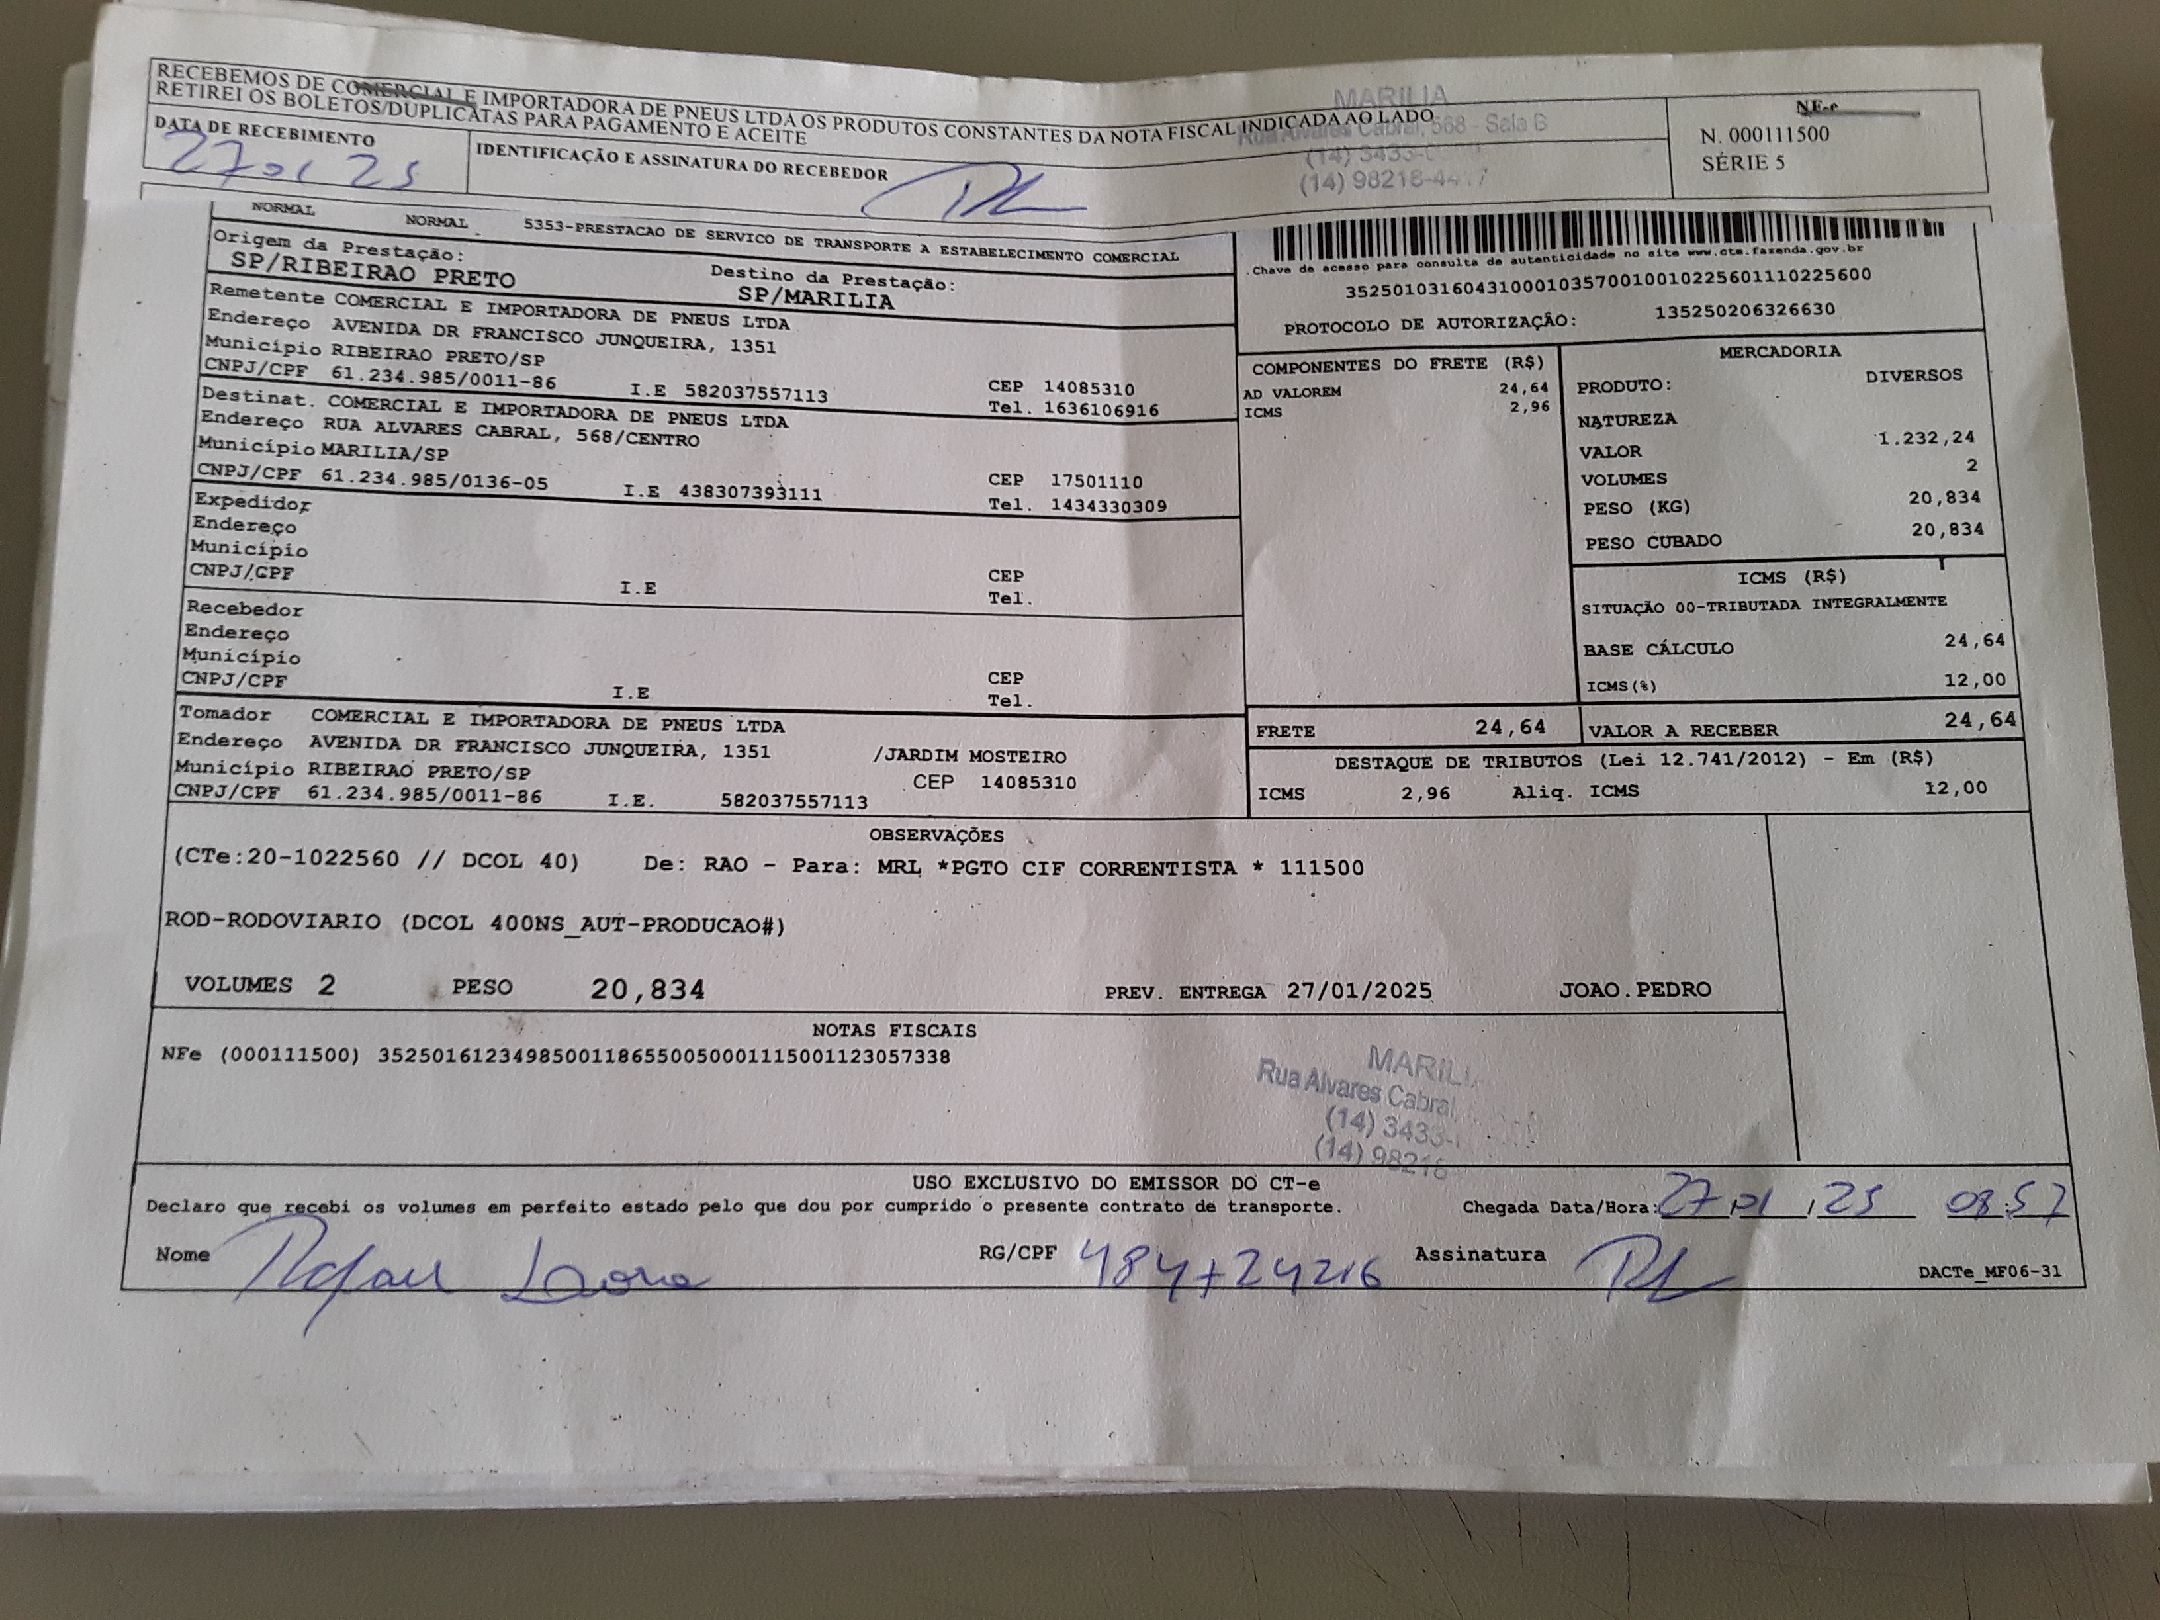 RECEBEMOS DE COMERCIAL E IMPORTADORA DE PNEUS LTDA OS PRODUTOS CONSTANTES DA NOTA FISCAL INDICADA AO LADO
RETIREI OS BOLETOS/DUPLICATAS PARA PAGAMENTO E ACEITE
MARILIA
Rua Alvares Cabral, 568 - Sala B
(14) 3433-
(14) 98216-44
NF-e
N. 000111500
SÉRIE 5
DATA DE RECEBIMENTO
27 01 25
IDENTIFICAÇÃO E ASSINATURA DO RECEBEDOR
NORMAL NORMAL 5353-PRESTACAO DE SERVICO DE TRANSPORTE A ESTABELECIMENTO COMERCIAL
Origem da Prestação: Destino da Prestação:
SP/RIBEIRAO PRETO SP/MARILIA
.Chave de acesso para consulta de autenticidade no site www.cte.fazenda.gov.br
35250103160431000103570010010225601110225600
PROTOCOLO DE AUTORIZAÇÃO: 135250206326630
Remetente COMERCIAL E IMPORTADORA DE PNEUS LTDA
Endereço AVENIDA DR FRANCISCO JUNQUEIRA, 1351
Município RIBEIRAO PRETO/SP CEP 14085310
CNPJ/CPF 61.234.985/0011-86 I.E 582037557113 Tel. 1636106916
Destinat. COMERCIAL E IMPORTADORA DE PNEUS LTDA
Endereço RUA ALVARES CABRAL, 568/CENTRO
Município MARILIA/SP CEP 17501110
CNPJ/CPF 61.234.985/0136-05 I.E 438307393111 Tel. 1434330309
Expedidor
Endereço
Município CEP
CNPJ/CPF I.E Tel.
Recebedor
Endereço
Município CEP
CNPJ/CPF I.E Tel.
Tomador COMERCIAL E IMPORTADORA DE PNEUS LTDA
Endereço AVENIDA DR FRANCISCO JUNQUEIRA, 1351 /JARDIM MOSTEIRO
Município RIBEIRAO PRETO/SP CEP 14085310
CNPJ/CPF 61.234.985/0011-86 I.E. 582037557113
COMPONENTES DO FRETE (R$)
AD VALOREM 24,64
ICMS 2,96
MERCADORIA
PRODUTO: DIVERSOS
NATUREZA
VALOR 1.232,24
VOLUMES 2
PESO (KG) 20,834
PESO CUBADO 20,834
ICMS (R$)
SITUAÇÃO 00-TRIBUTADA INTEGRALMENTE
BASE CÁLCULO 24,64
ICMS(%) 12,00
FRETE 24,64 VALOR A RECEBER 24,64
DESTAQUE DE TRIBUTOS (Lei 12.741/2012) - Em (R$)
ICMS 2,96 Aliq. ICMS 12,00
OBSERVAÇÕES
(CTe:20-1022560 // DCOL 40) De: RAO - Para: MRL *PGTO CIF CORRENTISTA * 111500
ROD-RODOVIARIO (DCOL 400NS_AUT-PRODUCAO#)
VOLUMES 2 PESO 20,834 PREV. ENTREGA 27/01/2025 JOAO.PEDRO
NOTAS FISCAIS
NFe (000111500) 35250161234985001186550050001115001123057338
MARILI
Rua Alvares Cabral,
(14) 3433-
(14) 98216
USO EXCLUSIVO DO EMISSOR DO CT-e
Declaro que recebi os volumes em perfeito estado pelo que dou por cumprido o presente contrato de transporte. Chegada Data/Hora: 27 01 25 08:57
Nome Rafael RG/CPF Assinatura
DACTe_MF06-31